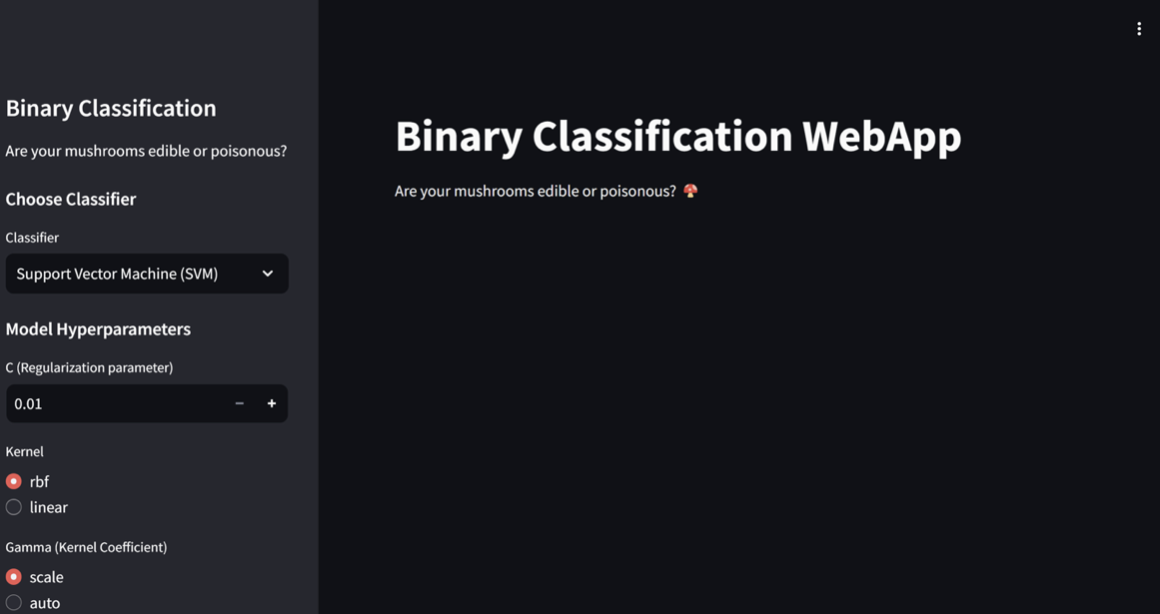 Binary Classification
Are your mushrooms edible or poisonous?
Choose Classifier
Classifier
Support Vector Machine (SVM)
Model Hyperparameters
C (Regularization parameter)
0.01
Kernel
rbf
linear
Gamma (Kernel Coefficient)
scale
auto
Binary Classification WebApp
Are your mushrooms edible or poisonous? 🍄